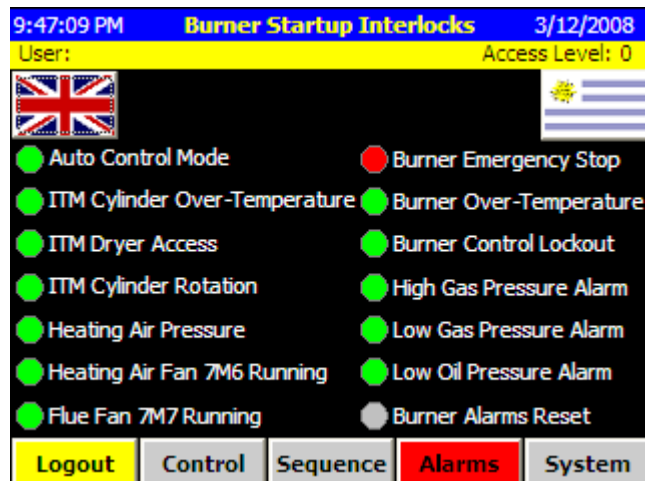 9:47:09 PM Burner Startup Interlocks 3/12/2008
User: Access Level: 0
Auto Control Mode Burner Emergency Stop
ITM Cylinder Over-Temperature Burner Over-Temperature
ITM Dryer Access Burner Control Lockout
ITM Cylinder Rotation High Gas Pressure Alarm
Heating Air Pressure Low Gas Pressure Alarm
Heating Air Fan 7M6 Running Low Oil Pressure Alarm
Flue Fan 7M7 Running Burner Alarms Reset
Logout Control Sequence Alarms System